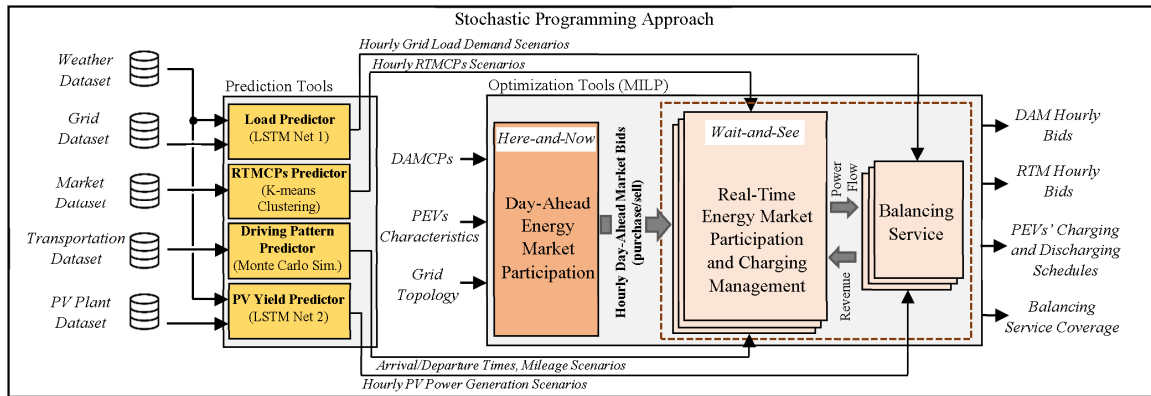 Stochastic Programming Approach
Hourly Grid Load Demand Scenarios
Hourly RTMCPs Scenarios
Weather
Dataset
Grid
Dataset
Market
Dataset
Transportation
Dataset
PV Plant
Dataset
Prediction Tools
Load Predictor
(LSTM Net 1)
RTMCPs Predictor
(K-means
Clustering)
Driving Pattern
Predictor
(Monte Carlo Sim.)
PV Yield Predictor
(LSTM Net 2)
DAMCPs
PEVs
Characteristics
Grid
Topology
Optimization Tools (MILP)
Here-and-Now
Day-Ahead
Energy
Market
Participation
Hourly Day-Ahead Market Bids
(purchase/sell)
Wait-and-See
Real-Time
Energy Market
Participation
and Charging
Management
Power
Flow
Revenue
Balancing
Service
DAM Hourly
Bids
RTM Hourly
Bids
PEVs' Charging
and Discharging
Schedules
Balancing
Service Coverage
Arrival/Departure Times, Mileage Scenarios
Hourly PV Power Generation Scenarios